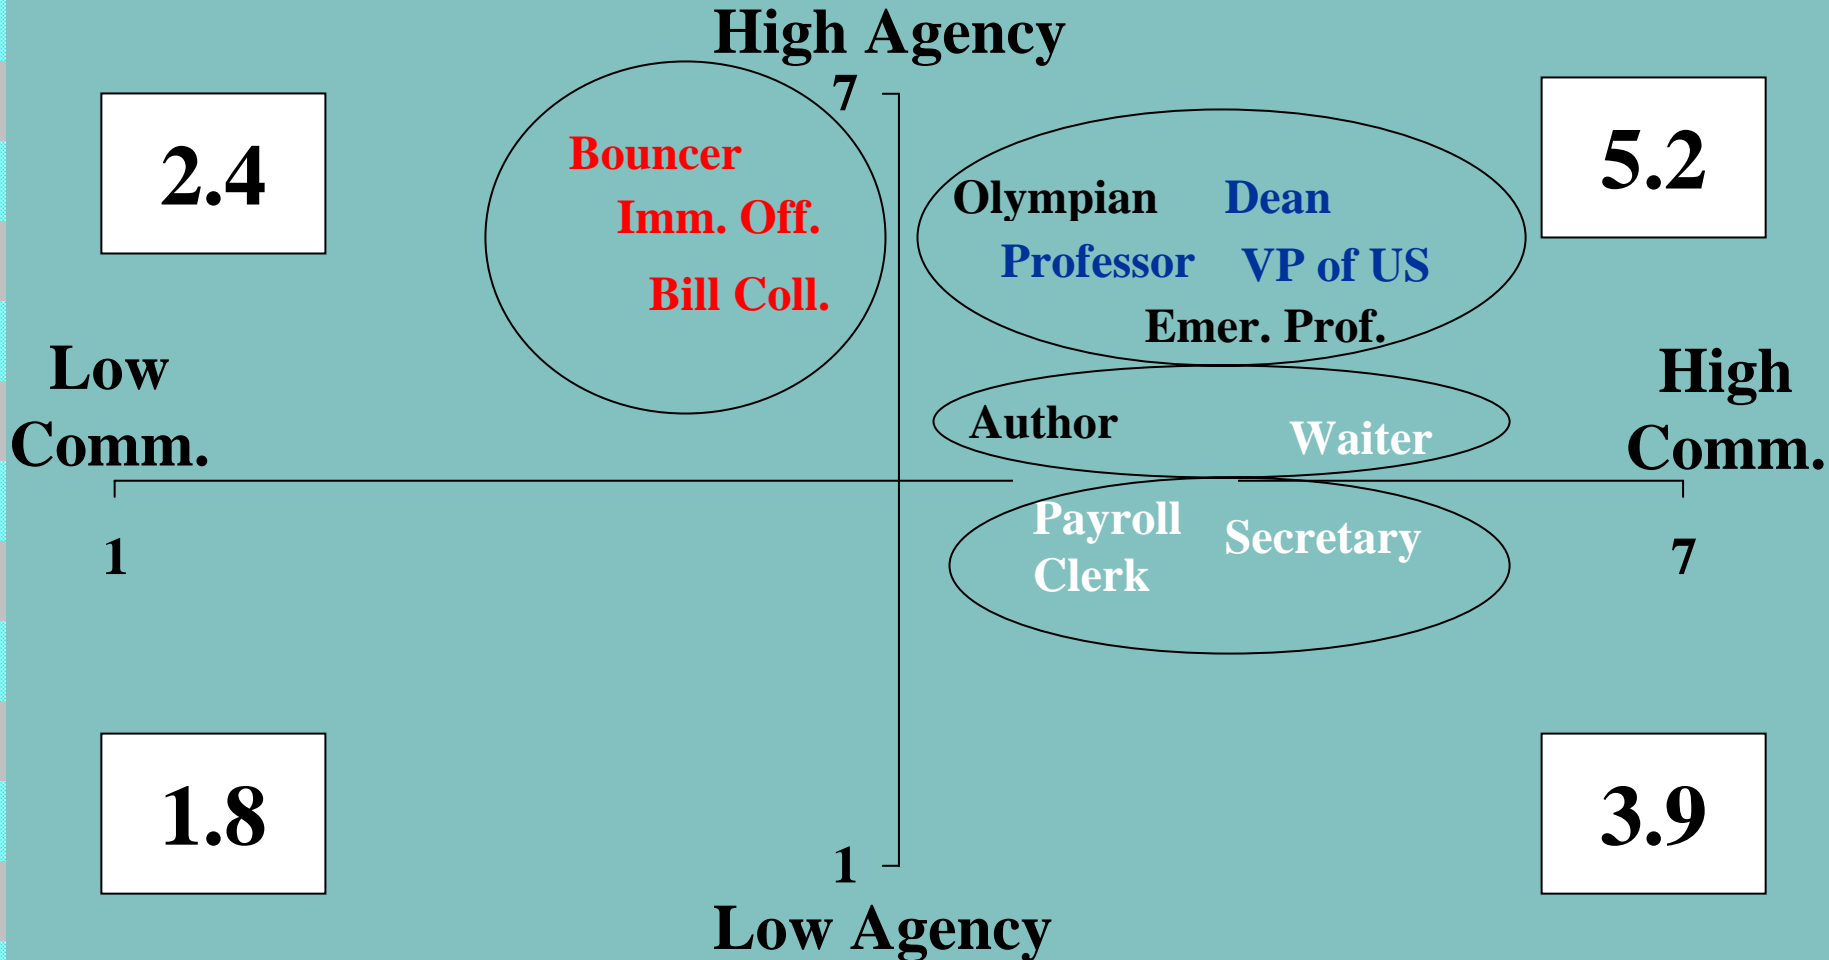 High Agency
7
2.4
5.2
Bouncer
Olympian
Dean
Imm. Off.
Professor
VP of US
Bill Coll.
Emer. Prof.
Low
Comm.
High
Comm.
Author
Waiter
Payroll
Clerk
Secretary
1
7
1.8
3.9
1
Low Agency